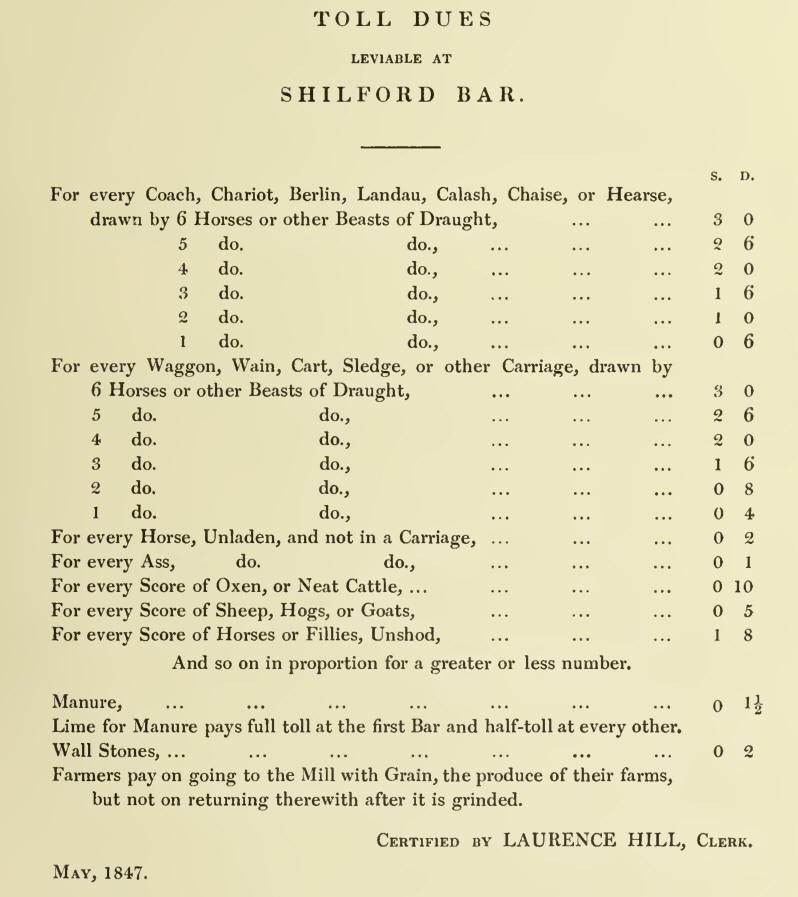 TOLL DUES
LEVIABLE AT
SHILFORD BAR.
S. D.
For every Coach, Chariot, Berlin, Landau, Calash, Chaise, or Hearse,
drawn by 6 Horses or other Beasts of Draught, ... ... 3 0
5 do. do., ... ... ... 2 6
4 do. do., ... ... ... 2 0
3 do. do., ... ... ... 1 6
2 do. do., ... ... ... 1 0
1 do. do., ... ... ... 0 6
For every Waggon, Wain, Cart, Sledge, or other Carriage, drawn by
6 Horses or other Beasts of Draught, ... ... ... 3 0
5 do. do., ... ... ... 2 6
4 do. do., ... ... ... 2 0
3 do. do., ... ... ... 1 6
2 do. do., ... ... ... 0 8
1 do. do., ... ... ... 0 4
For every Horse, Unladen, and not in a Carriage, ... ... ... 0 2
For every Ass, do. do., ... ... ... 0 1
For every Score of Oxen, or Neat Cattle, ... ... ... 0 10
For every Score of Sheep, Hogs, or Goats, ... ... ... 0 5
For every Score of Horses or Fillies, Unshod, ... ... ... 1 8
And so on in proportion for a greater or less number.
Manure, ... ... ... ... ... ... ... 0 1½
Lime for Manure pays full toll at the first Bar and half-toll at every other.
Wall Stones, ... ... ... ... ... ... ... 0 2
Farmers pay on going to the Mill with Grain, the produce of their farms,
but not on returning therewith after it is grinded.
CERTIFIED BY LAURENCE HILL, CLERK.
MAY, 1847.